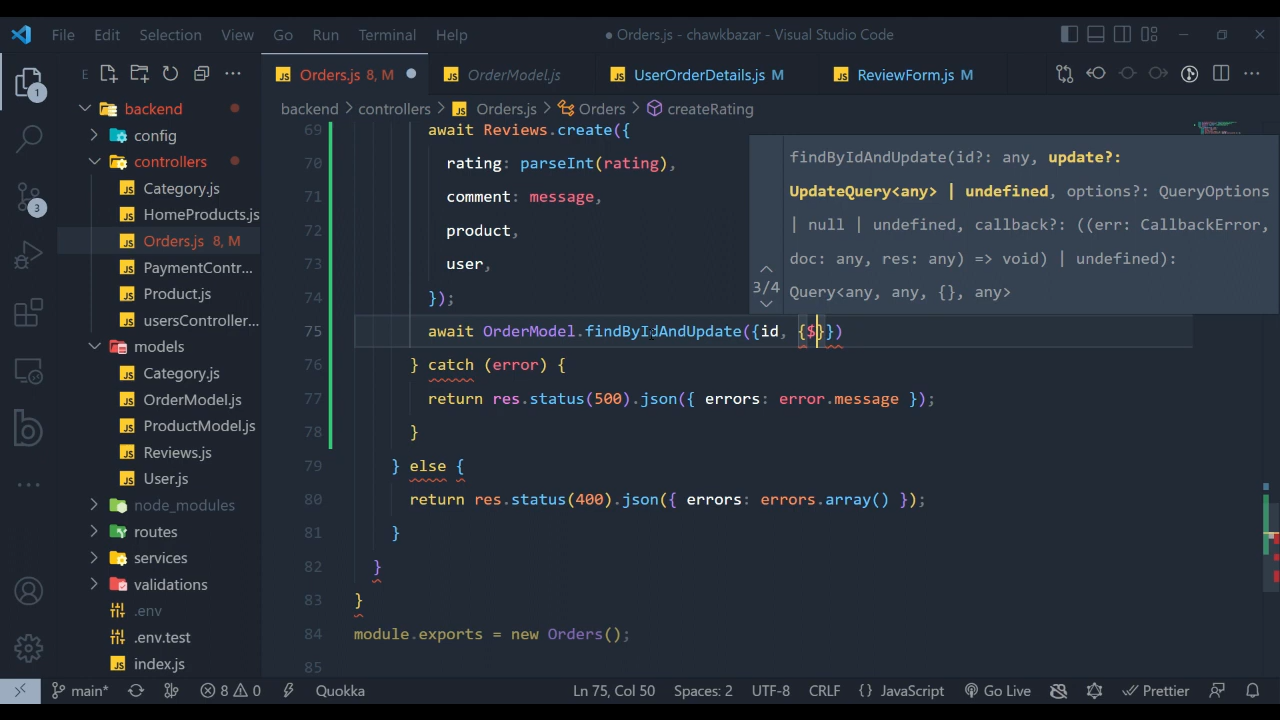 File Edit Selection View Go Run Terminal Help
● Orders.js - chawkbazar - Visual Studio Code
1
3
E
backend
config
controllers
Category.js
HomeProducts.js
Orders.js 8, M
PaymentContr...
Product.js
usersController...
models
Category.js
OrderModel.js
ProductModel.js
Reviews.js
User.js
node_modules
routes
services
validations
.env
.env.test
index.js
JS Orders.js 8, M ●
JS OrderModel.js
JS UserOrderDetails.js M
JS ReviewForm.js M
backend > controllers > JS Orders.js > Orders > createRating
69 await Reviews.create({
70 rating: parseInt(rating),
71 comment: message,
72 product,
73 user,
74 });
75 await OrderModel.findByIdAndUpdate({id, {$}})
76 } catch (error) {
77 return res.status(500).json({ errors: error.message });
78 }
79 } else {
80 return res.status(400).json({ errors: errors.array() });
81 }
82 }
83 }
84 module.exports = new Orders();
85
3/4
findByIdAndUpdate(id?: any, update?:
UpdateQuery<any> | undefined, options?: QueryOptions
| null | undefined, callback?: ((err: CallbackError,
doc: any, res: any) => void) | undefined):
Query<any, any, {}, any>
main* 8 0 Quokka Ln 75, Col 50 Spaces: 2 UTF-8 CRLF {} JavaScript Go Live Prettier